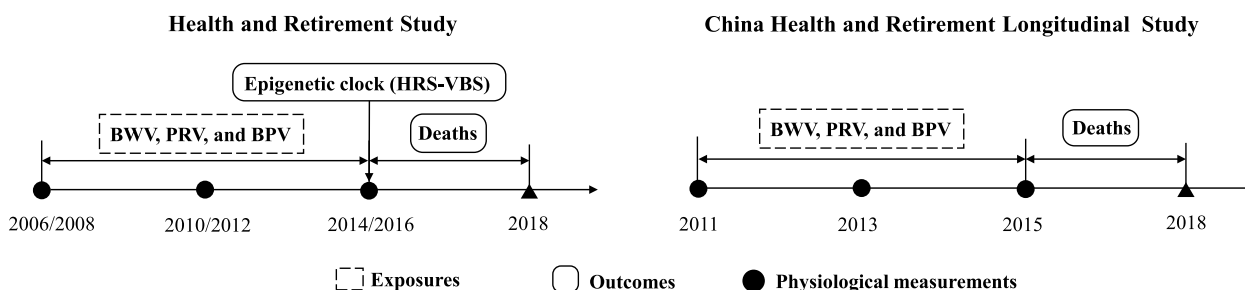 Health and Retirement Study
Epigenetic clock (HRS-VBS)
BWV, PRV, and BPV
Deaths
2006/2008
2010/2012
2014/2016
2018
China Health and Retirement Longitudinal Study
BWV, PRV, and BPV
Deaths
2011
2013
2015
2018
Exposures
Outcomes
Physiological measurements